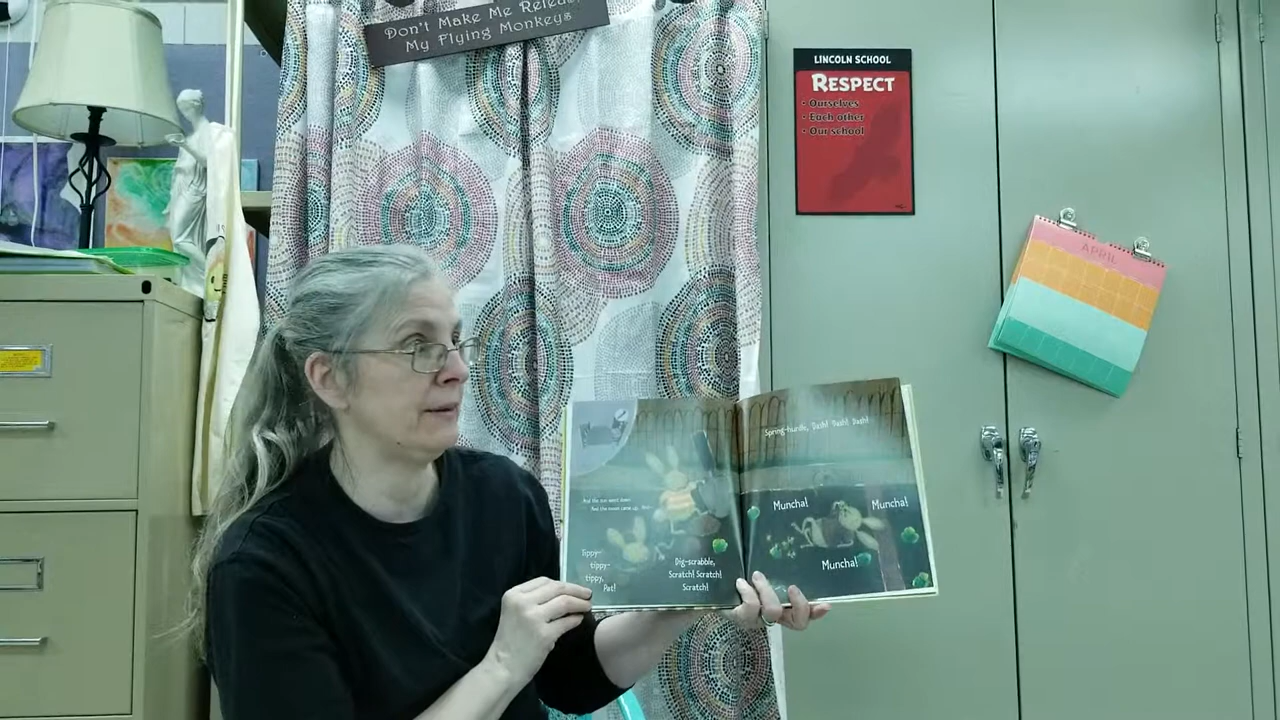 Don't Make Me Release
My Flying Monkeys
LINCOLN SCHOOL
RESPECT
• Ourselves
• Each other
• Our school
APRIL
And the sun went down.
And the moon came up. And—
Tippy-
tippy-
tippy,
Pat!
Dig-scrabble,
Scratch! Scratch!
Scratch!
Spring-hurdle, Dash! Dash! Dash!
Muncha!
Muncha!
Muncha!